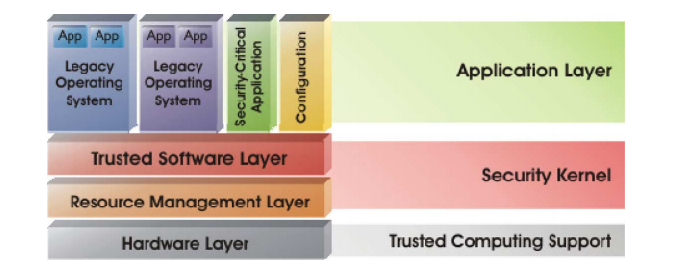 App App
Legacy
Operating
System
App App
Legacy
Operating
System
Security-Critical
Application
Configuration
Application Layer
Trusted Software Layer
Security Kernel
Resource Management Layer
Hardware Layer
Trusted Computing Support